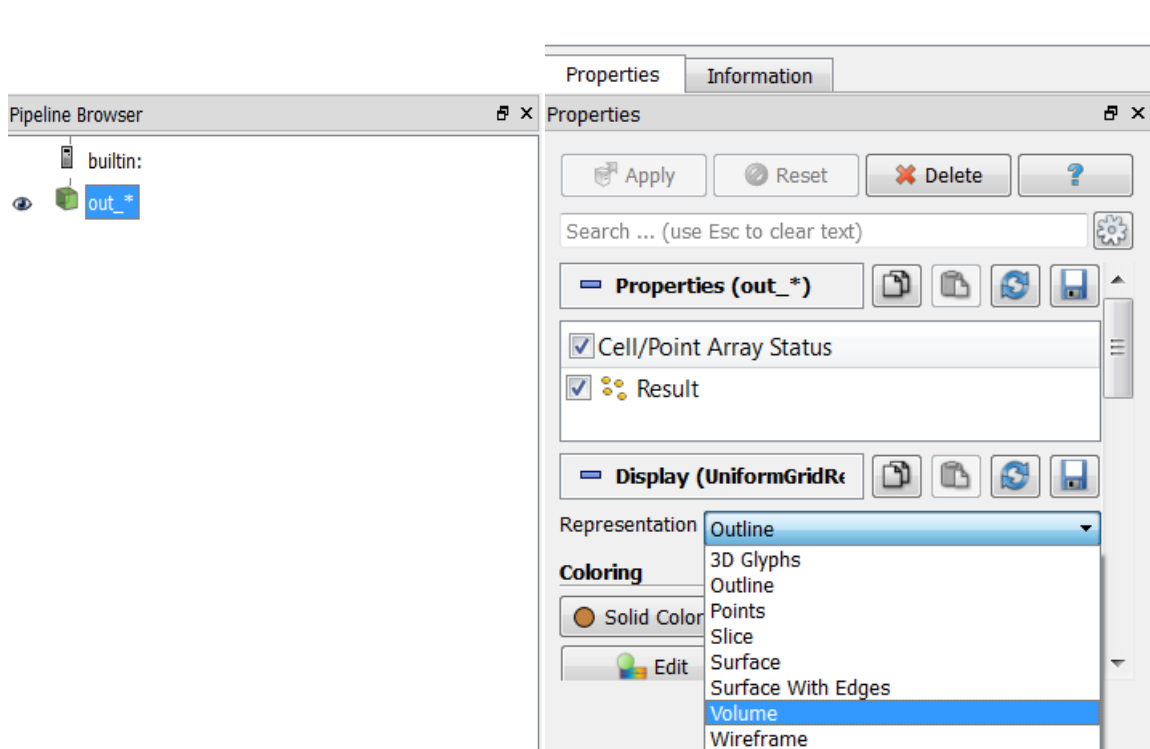 Properties Information
Pipeline Browser
builtin:
out_*
Properties
Apply Reset Delete ?
Search ... (use Esc to clear text)
Properties (out_*)
Cell/Point Array Status
Result
Display (UniformGridRe
Representation Outline
3D Glyphs
Coloring
Outline
Solid Color
Points
Slice
Edit
Surface
Surface With Edges
Volume
Wireframe